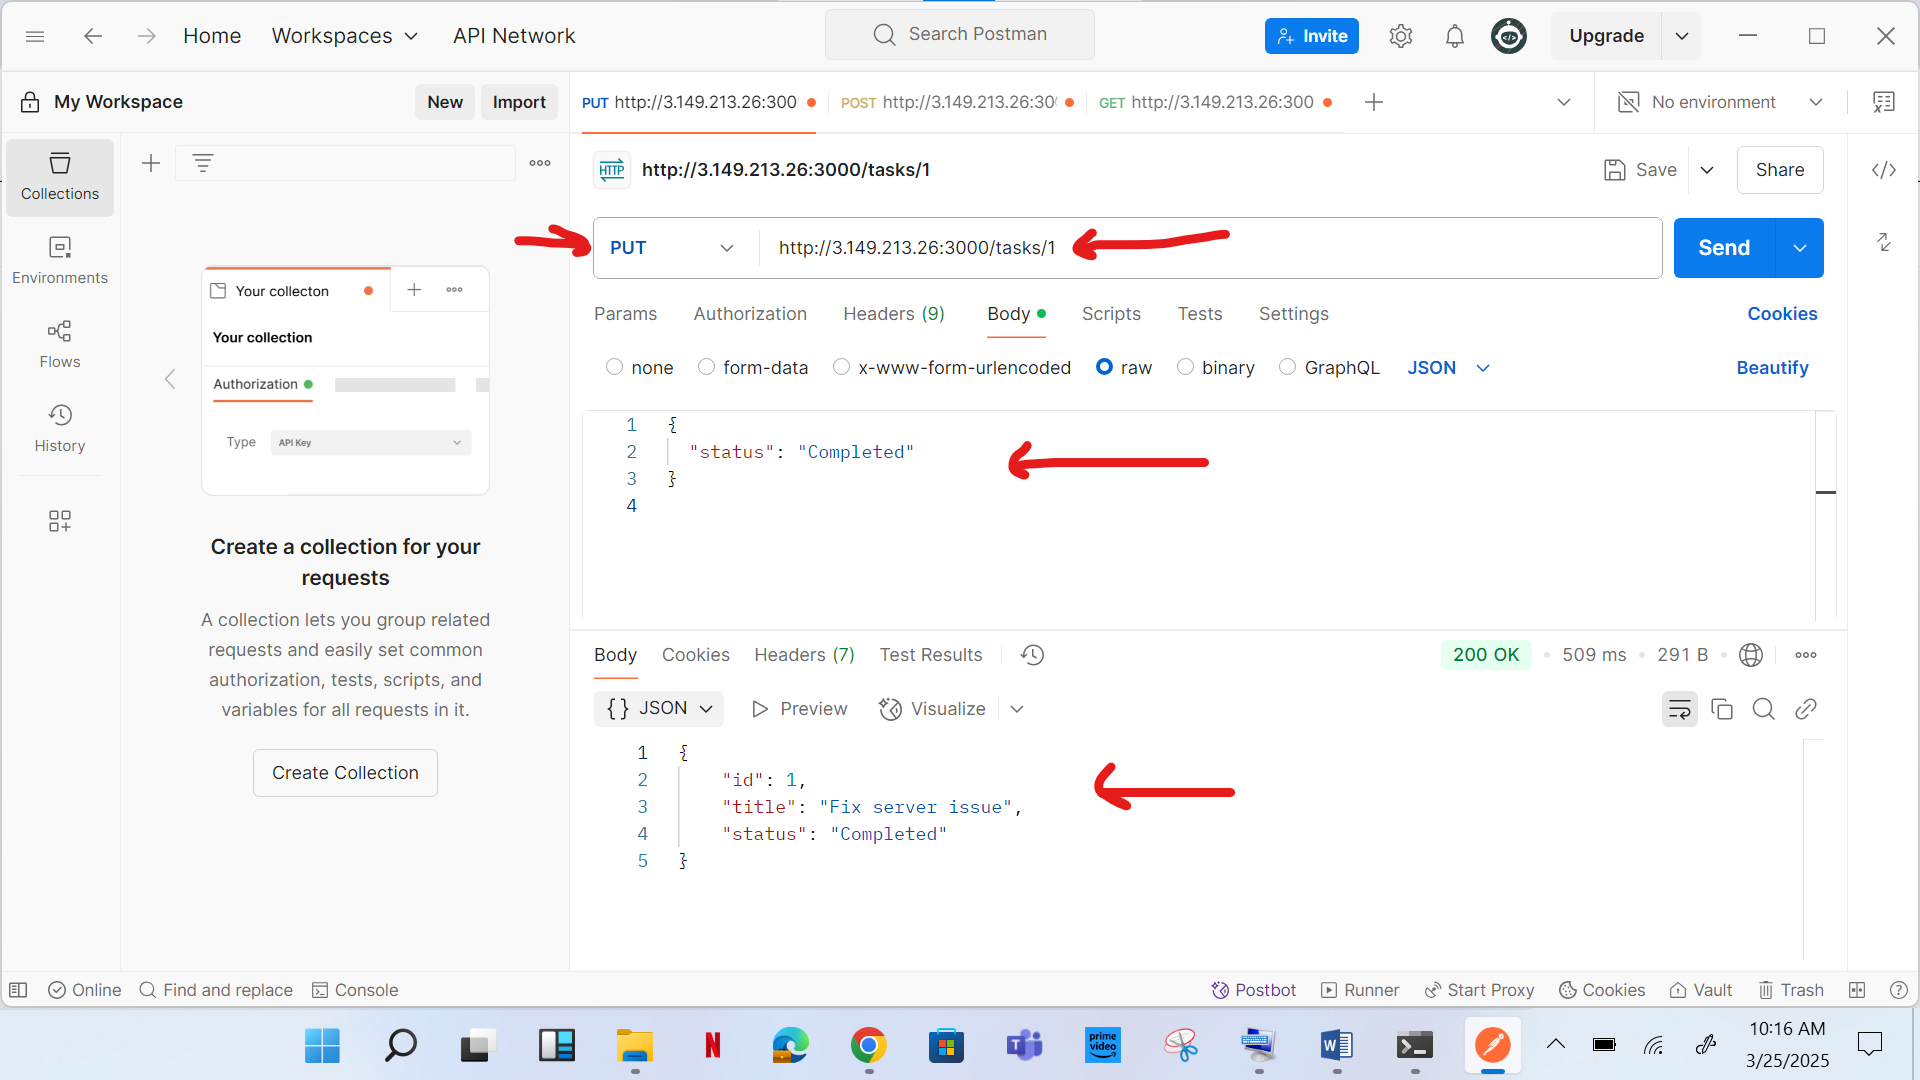 Home Workspaces API Network Search Postman Invite Upgrade
My Workspace New Import PUT http://3.149.213.26:300 POST http://3.149.213.26:30 GET http://3.149.213.26:300 No environment
Collections
Environments
Flows
History
Your collecton
Your collection
Authorization
Type API Key
Create a collection for your
requests
A collection lets you group related
requests and easily set common
authorization, tests, scripts, and
variables for all requests in it.
Create Collection
HTTP http://3.149.213.26:3000/tasks/1 Save Share
PUT http://3.149.213.26:3000/tasks/1 Send
Params Authorization Headers (9) Body Scripts Tests Settings Cookies
none form-data x-www-form-urlencoded raw binary GraphQL JSON Beautify
1 {
2 "status": "Completed"
3 }
4
Body Cookies Headers (7) Test Results 200 OK 509 ms 291 B
{} JSON Preview Visualize
1 {
2 "id": 1,
3 "title": "Fix server issue",
4 "status": "Completed"
5 }
Online Find and replace Console Postbot Runner Start Proxy Cookies Vault Trash
N
prime
video
W
10:16 AM
3/25/2025